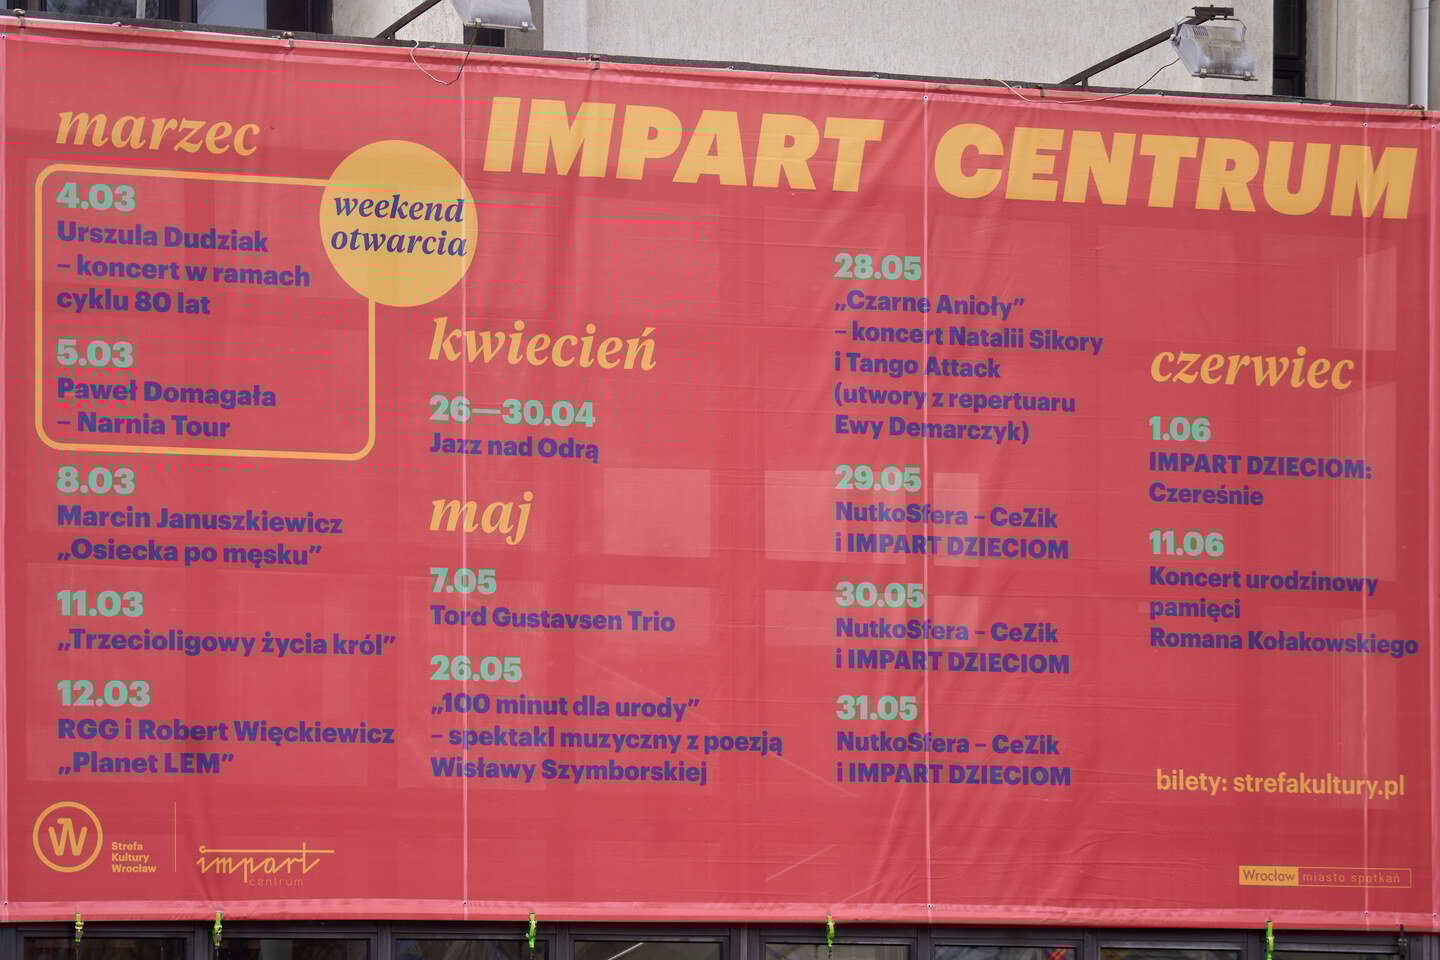 IMPART CENTRUM
marzec
weekend
otwarcia
4.03
Urszula Dudziak
– koncert w ramach
cyklu 80 lat
5.03
Paweł Domagała
– Narnia Tour
8.03
Marcin Januszkiewicz
„Osiecka po męsku”
11.03
„Trzecioligowy życia król”
12.03
RGG i Robert Więckiewicz
„Planet LEM”
kwiecień
26—30.04
Jazz nad Odrą
maj
7.05
Tord Gustavsen Trio
26.05
„100 minut dla urody”
– spektakl muzyczny z poezją
Wisławy Szymborskiej
28.05
„Czarne Anioły”
– koncert Natalii Sikory
i Tango Attack
(utwory z repertuaru
Ewy Demarczyk)
29.05
NutkoSfera – CeZik
i IMPART DZIECIOM
30.05
NutkoSfera – CeZik
i IMPART DZIECIOM
31.05
NutkoSfera – CeZik
i IMPART DZIECIOM
czerwiec
1.06
IMPART DZIECIOM:
Czereśnie
11.06
Koncert urodzinowy
pamięci
Romana Kołakowskiego
bilety: strefakultury.pl
W
Strefa
Kultury
Wrocław
impart
centrum
Wrocław miasto spotkań